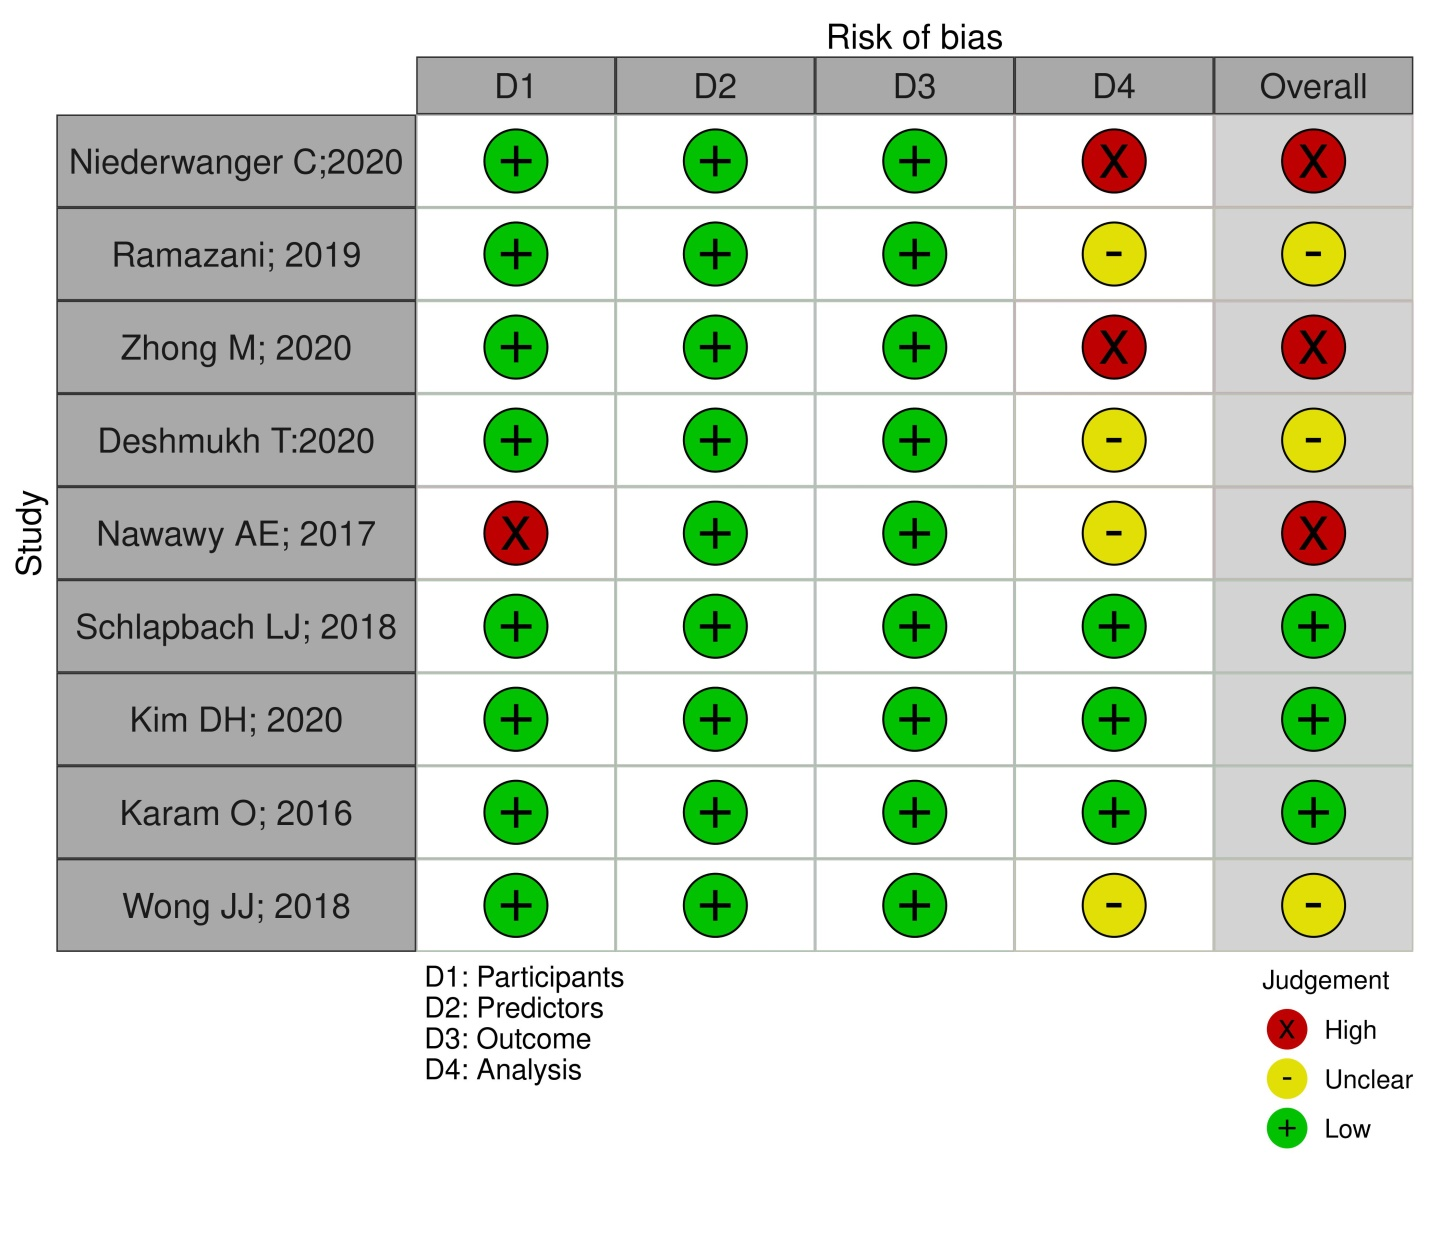 Risk of bias
D1 D2 D3 D4 Overall
Niederwanger C;2020 + + + X X
Ramazani; 2019 + + + - -
Zhong M; 2020 + + + X X
Deshmukh T:2020 + + + - -
Nawawy AE; 2017 X + + - X
Schlapbach LJ; 2018 + + + + +
Kim DH; 2020 + + + + +
Karam O; 2016 + + + + +
Wong JJ; 2018 + + + - -
Study
D1: Participants
D2: Predictors
D3: Outcome
D4: Analysis
Judgement
X High
- Unclear
+ Low